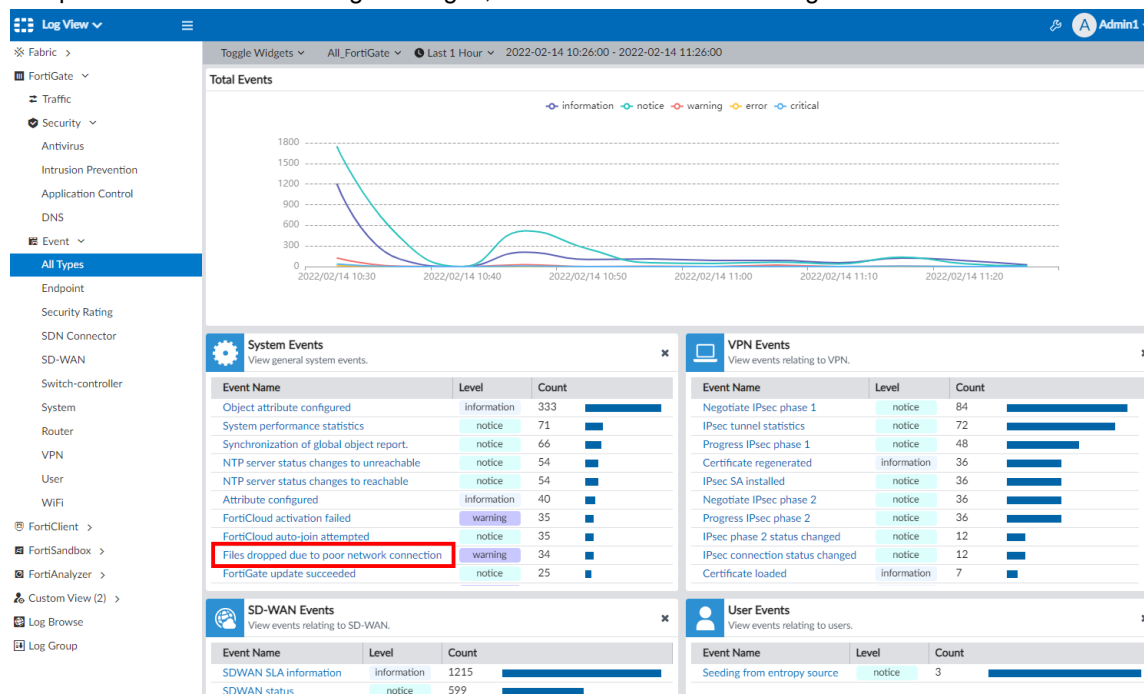 Log View
Admin1
Fabric
Toggle Widgets All_FortiGate Last 1 Hour 2022-02-14 10:26:00 - 2022-02-14 11:26:00
FortiGate
Traffic
Security
Antivirus
Intrusion Prevention
Application Control
DNS
Event
All Types
Endpoint
Security Rating
SDN Connector
SD-WAN
Switch-controller
System
Router
VPN
User
WiFi
FortiClient
FortiSandbox
FortiAnalyzer
Custom View (2)
Log Browse
Log Group
Total Events
information notice warning error critical
1800
1500
1200
900
600
300
0
2022/02/14 10:30 2022/02/14 10:40 2022/02/14 10:50 2022/02/14 11:00 2022/02/14 11:10 2022/02/14 11:20
System Events
View general system events.
Event Name Level Count
Object attribute configured information 333
System performance statistics notice 71
Synchronization of global object report. notice 66
NTP server status changes to unreachable notice 54
NTP server status changes to reachable notice 54
Attribute configured information 40
FortiCloud activation failed warning 35
FortiCloud auto-join attempted notice 35
Files dropped due to poor network connection warning 34
FortiGate update succeeded notice 25
VPN Events
View events relating to VPN.
Event Name Level Count
Negotiate IPsec phase 1 notice 84
IPsec tunnel statistics notice 72
Progress IPsec phase 1 notice 48
Certificate regenerated information 36
IPsec SA installed notice 36
Negotiate IPsec phase 2 notice 36
Progress IPsec phase 2 notice 36
IPsec phase 2 status changed notice 12
IPsec connection status changed notice 12
Certificate loaded information 7
SD-WAN Events
View events relating to SD-WAN.
Event Name Level Count
SDWAN SLA information information 1215
SDWAN status notice 599
User Events
View events relating to users.
Event Name Level Count
Seeding from entropy source notice 3